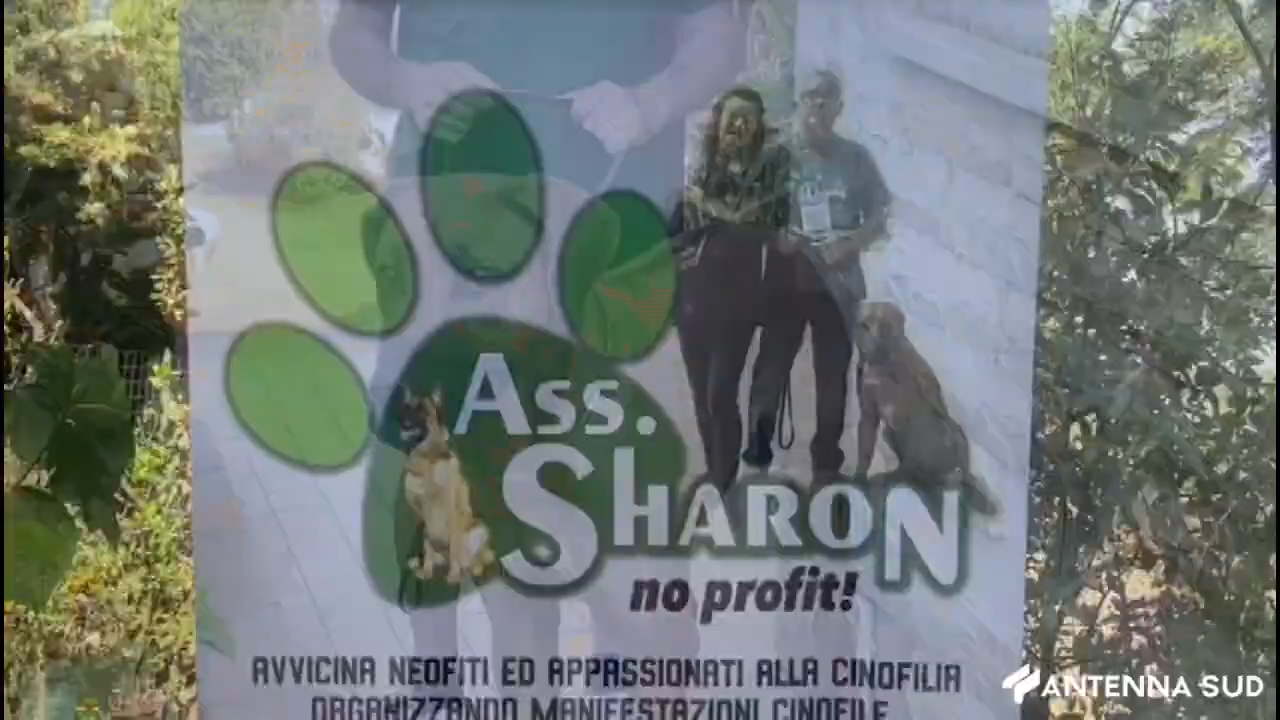 Ass.
Sharon
no profit!
AVVICINA NEOFITI ED APPASSIONATI ALLA CINOFILIA
ORGANIZZANDO MANIFESTAZIONI CINOFILE
ANTENNA SUD